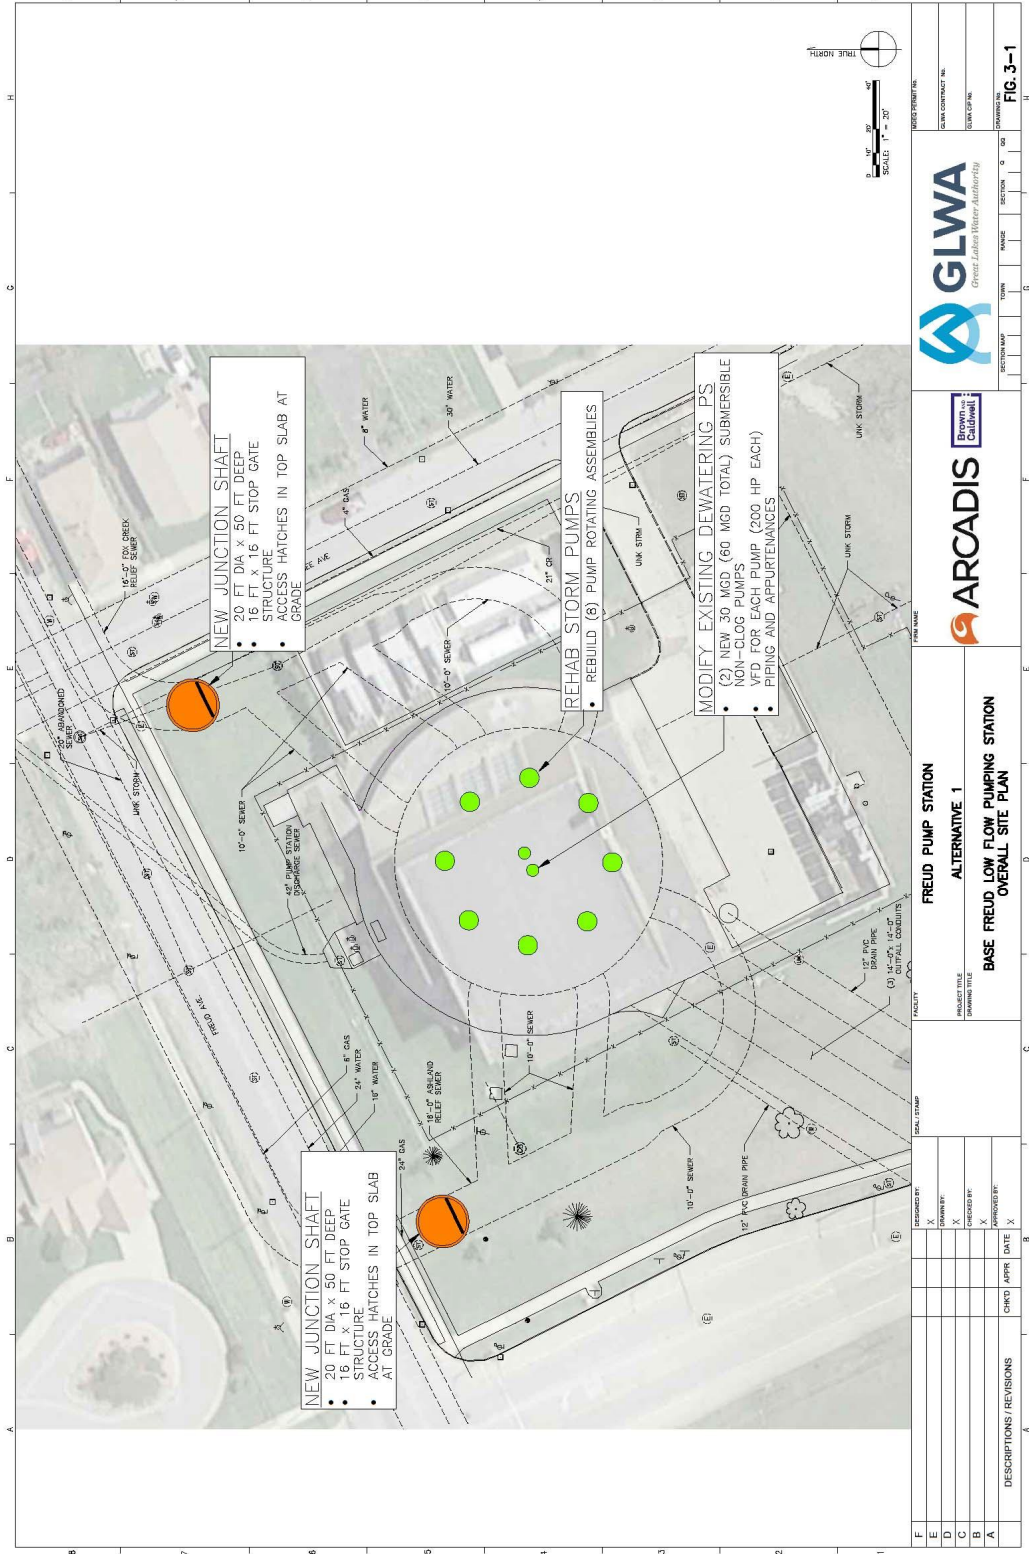 TRUE NORTH
0 10' 20' 40'
SCALE: 1" = 20'
NEW JUNCTION SHAFT
• 20 FT DIA x 50 FT DEEP
• 16 FT x 16 FT STOP GATE
STRUCTURE
• ACCESS HATCHES IN TOP SLAB
AT GRADE
NEW JUNCTION SHAFT
• 20 FT DIA x 50 FT DEEP
• 16 FT x 16 FT STOP GATE
STRUCTURE
• ACCESS HATCHES IN TOP SLAB AT
GRADE
REHAB STORM PUMPS
• REBUILD (8) PUMP ROTATING ASSEMBLIES
MODIFY EXISTING DEWATERING PS
• (2) NEW 30 MGD (60 MGD TOTAL) SUBMERSIBLE
NON-CLOG PUMPS
• VFD FOR EACH PUMP (200 HP EACH)
• PIPING AND APPURTENANCES
20" ABANDONED
SEWER
UNK STORM
16'-0" FOX CREEK
RELIEF SEWER
10'-0" SEWER
42" PUMP STATION
DISCHARGE SEWER
FREUD AVE.
6" GAS
24" WATER
18" WATER
24" GAS
16'-0" ASHLAND
RELIEF SEWER
10'-0" SEWER
10'-0" SEWER
12" PVC DRAIN PIPE
12" PVC
DRAIN PIPE
(3) 14'-0"x 14'-0"
OUTFALL CONDUITS
8" WATER
30" WATER
4" GAS
10'-0" SEWER
UNK STRM
UNK STORM
UNK STORM
F
E
D
C
B
A
DESCRIPTIONS / REVISIONS
CHK'D
APPR
DATE
DESIGNED BY:
X
DRAWN BY:
X
CHECKED BY:
X
APPROVED BY:
X
SEAL / STAMP
FACILITY
FREUD PUMP STATION
PROJECT TITLE
ALTERNATIVE 1
DRAWING TITLE
BASE FREUD LOW FLOW PUMPING STATION
OVERALL SITE PLAN
FIRM NAME
ARCADIS
Brown AND
Caldwell
GLWA
Great Lakes Water Authority
SECTION MAP
TOWN
RANGE
SECTION
Q
QQ
MDEQ PERMIT No.
GLWA CONTRACT No.
GLWA CIP No.
DRAWING No.
FIG. 3-1